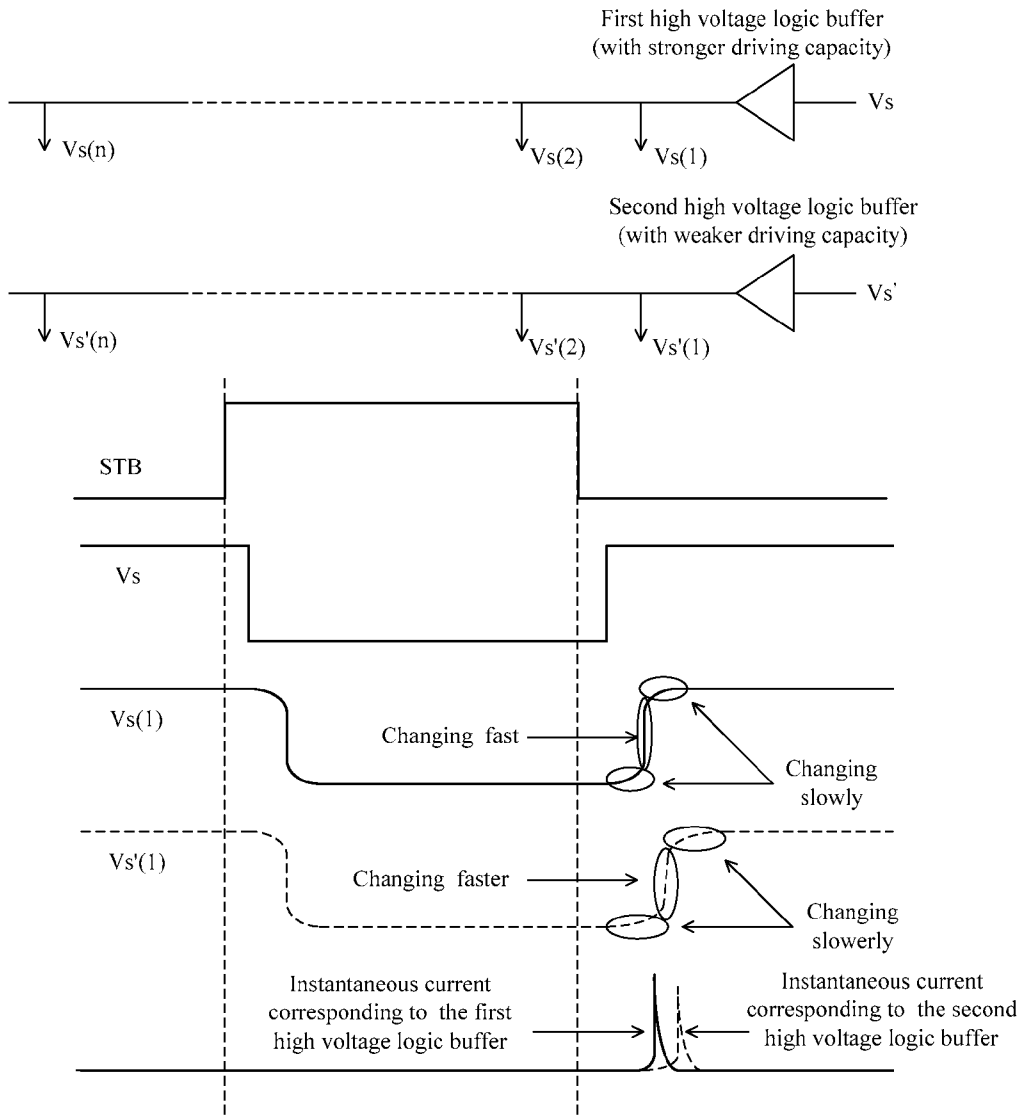 First high voltage logic buffer
(with stronger driving capacity)
Vs
Vs(n)
Vs(2)
Vs(1)
Second high voltage logic buffer
(with weaker driving capacity)
Vs'
Vs'(n)
Vs'(2)
Vs'(1)
STB
Vs
Vs(1)
Changing fast
Changing
slowly
Vs'(1)
Changing faster
Changing
slowerly
Instantaneous current
corresponding to the first
high voltage logic buffer
Instantaneous current
corresponding to the second
high voltage logic buffer